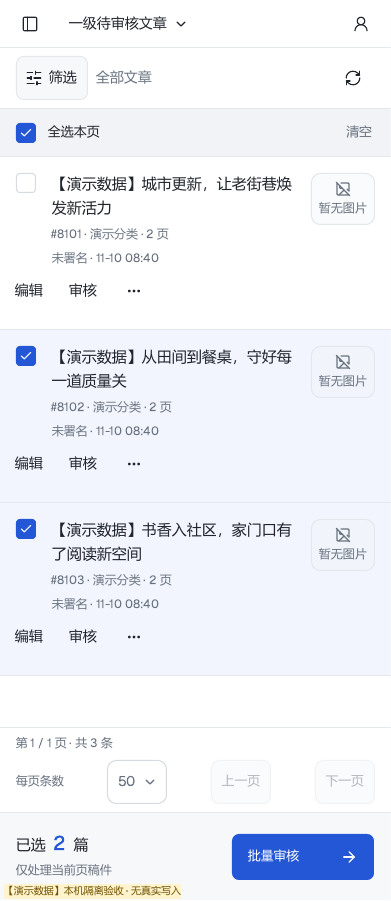 一级待审核文章
筛选 全部文章
全选本页 清空
【演示数据】城市更新，让老街巷焕
发新活力
暂无图片
#8101 · 演示分类 · 2 页
未署名 · 11-10 08:40
编辑 审核 ···
【演示数据】从田间到餐桌，守好每
一道质量关
暂无图片
#8102 · 演示分类 · 2 页
未署名 · 11-10 08:40
编辑 审核 ···
【演示数据】书香入社区，家门口有
了阅读新空间
暂无图片
#8103 · 演示分类 · 2 页
未署名 · 11-10 08:40
编辑 审核 ···
第 1 / 1 页 · 共 3 条
每页条数 50 上一页 下一页
已选 2 篇
仅处理当前页稿件
批量审核
【演示数据】本机隔离验收 · 无真实写入